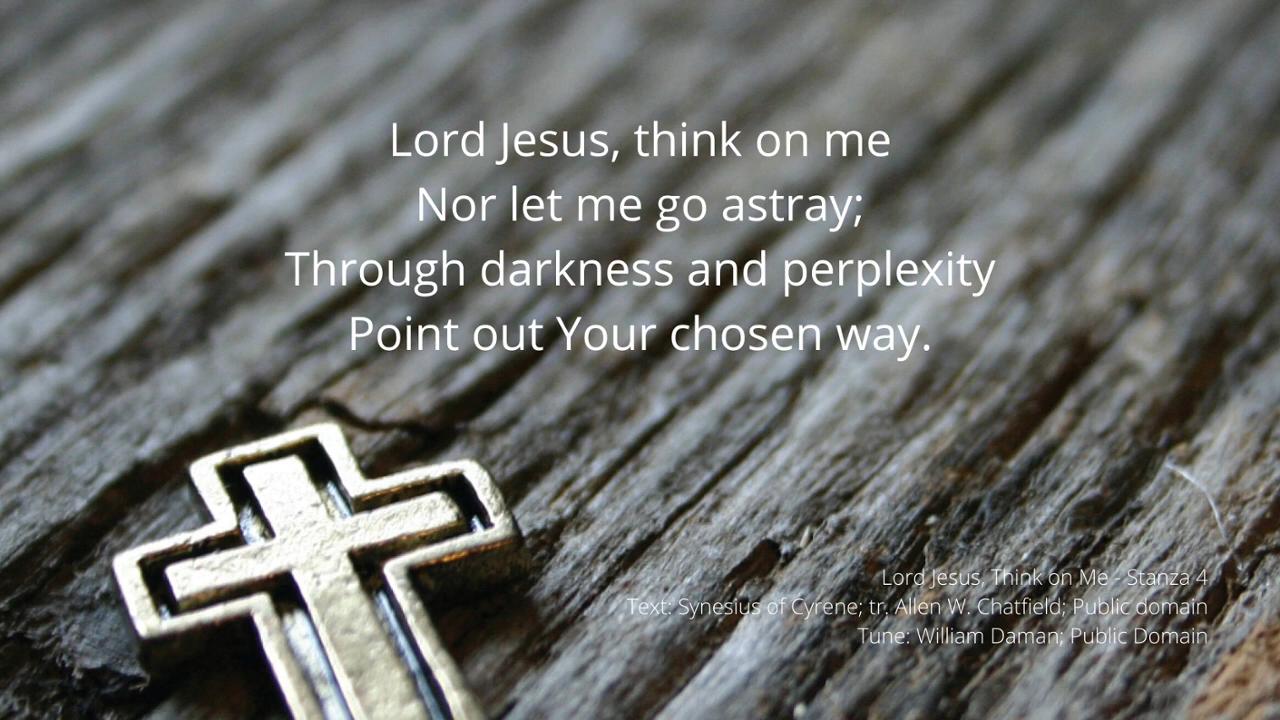 Lord Jesus, think on me
Nor let me go astray;
Through darkness and perplexity
Point out Your chosen way.
Lord Jesus, Think on Me - Stanza 4
Text: Synesius of Cyrene; tr. Allen W. Chatfield; Public domain
Tune: William Daman; Public Domain